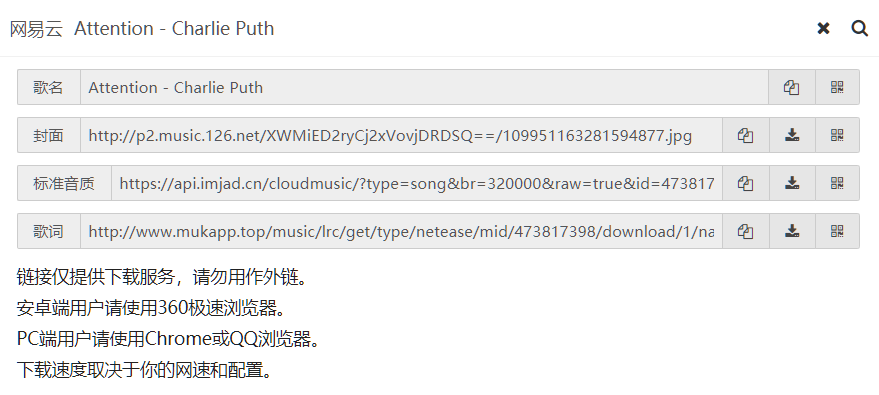 网易云 Attention - Charlie Puth
歌名 Attention - Charlie Puth
封面 http://p2.music.126.net/XWMiED2ryCj2xVovjDRDSQ==/109951163281594877.jpg
标准音质 https://api.imjad.cn/cloudmusic/?type=song&br=320000&raw=true&id=473817
歌词 http://www.mukapp.top/music/lrc/get/type/netease/mid/473817398/download/1/na
链接仅提供下载服务，请勿用作外链。
安卓端用户请使用360极速浏览器。
PC端用户请使用Chrome或QQ浏览器。
下载速度取决于你的网速和配置。